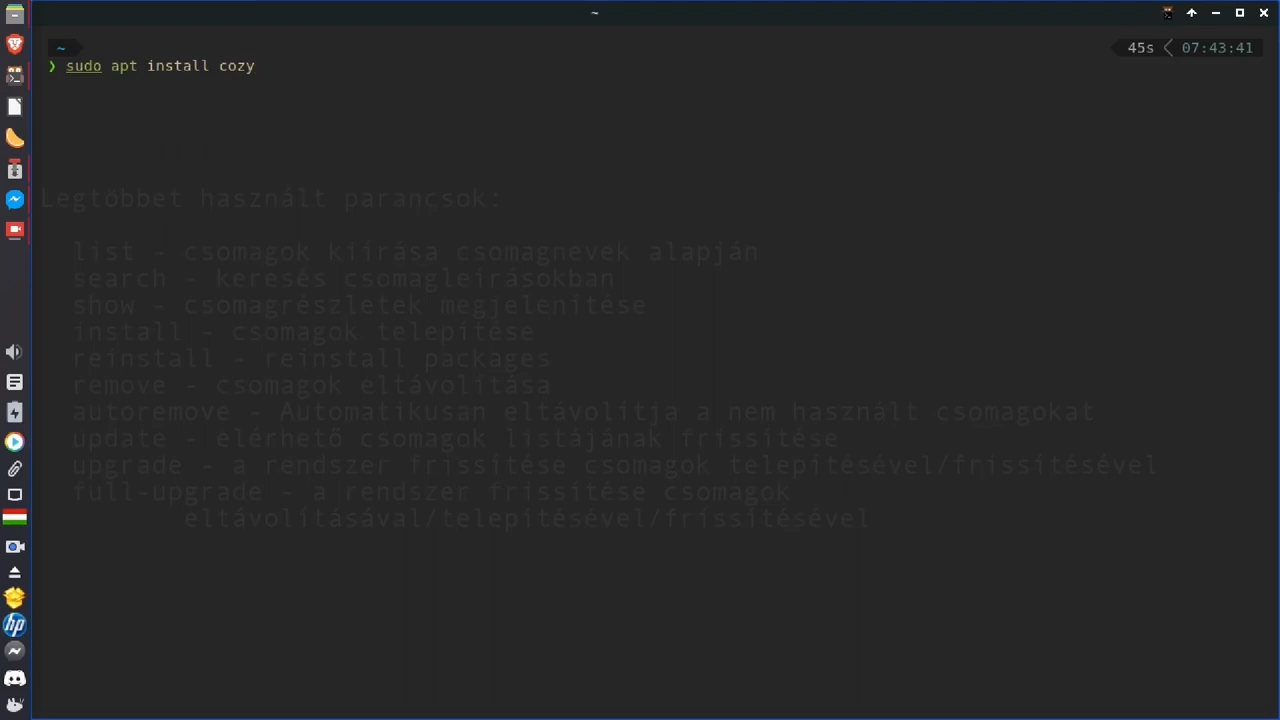 ~
~
45s 07:43:41
❯ sudo apt install cozy
Legtöbbet használt parancsok:
list - csomagok kiírása csomagnevek alapján
search - keresés csomagleírásokban
show - csomagrészletek megjelenítése
install - csomagok telepítése
reinstall - reinstall packages
remove - csomagok eltávolítása
autoremove - Automatikusan eltávolítja a nem használt csomagokat
update - elérhető csomagok listájának frissítése
upgrade - a rendszer frissítése csomagok telepítésével/frissítésével
full-upgrade - a rendszer frissítése csomagok
eltávolításával/telepítésével/frissítésével
hp